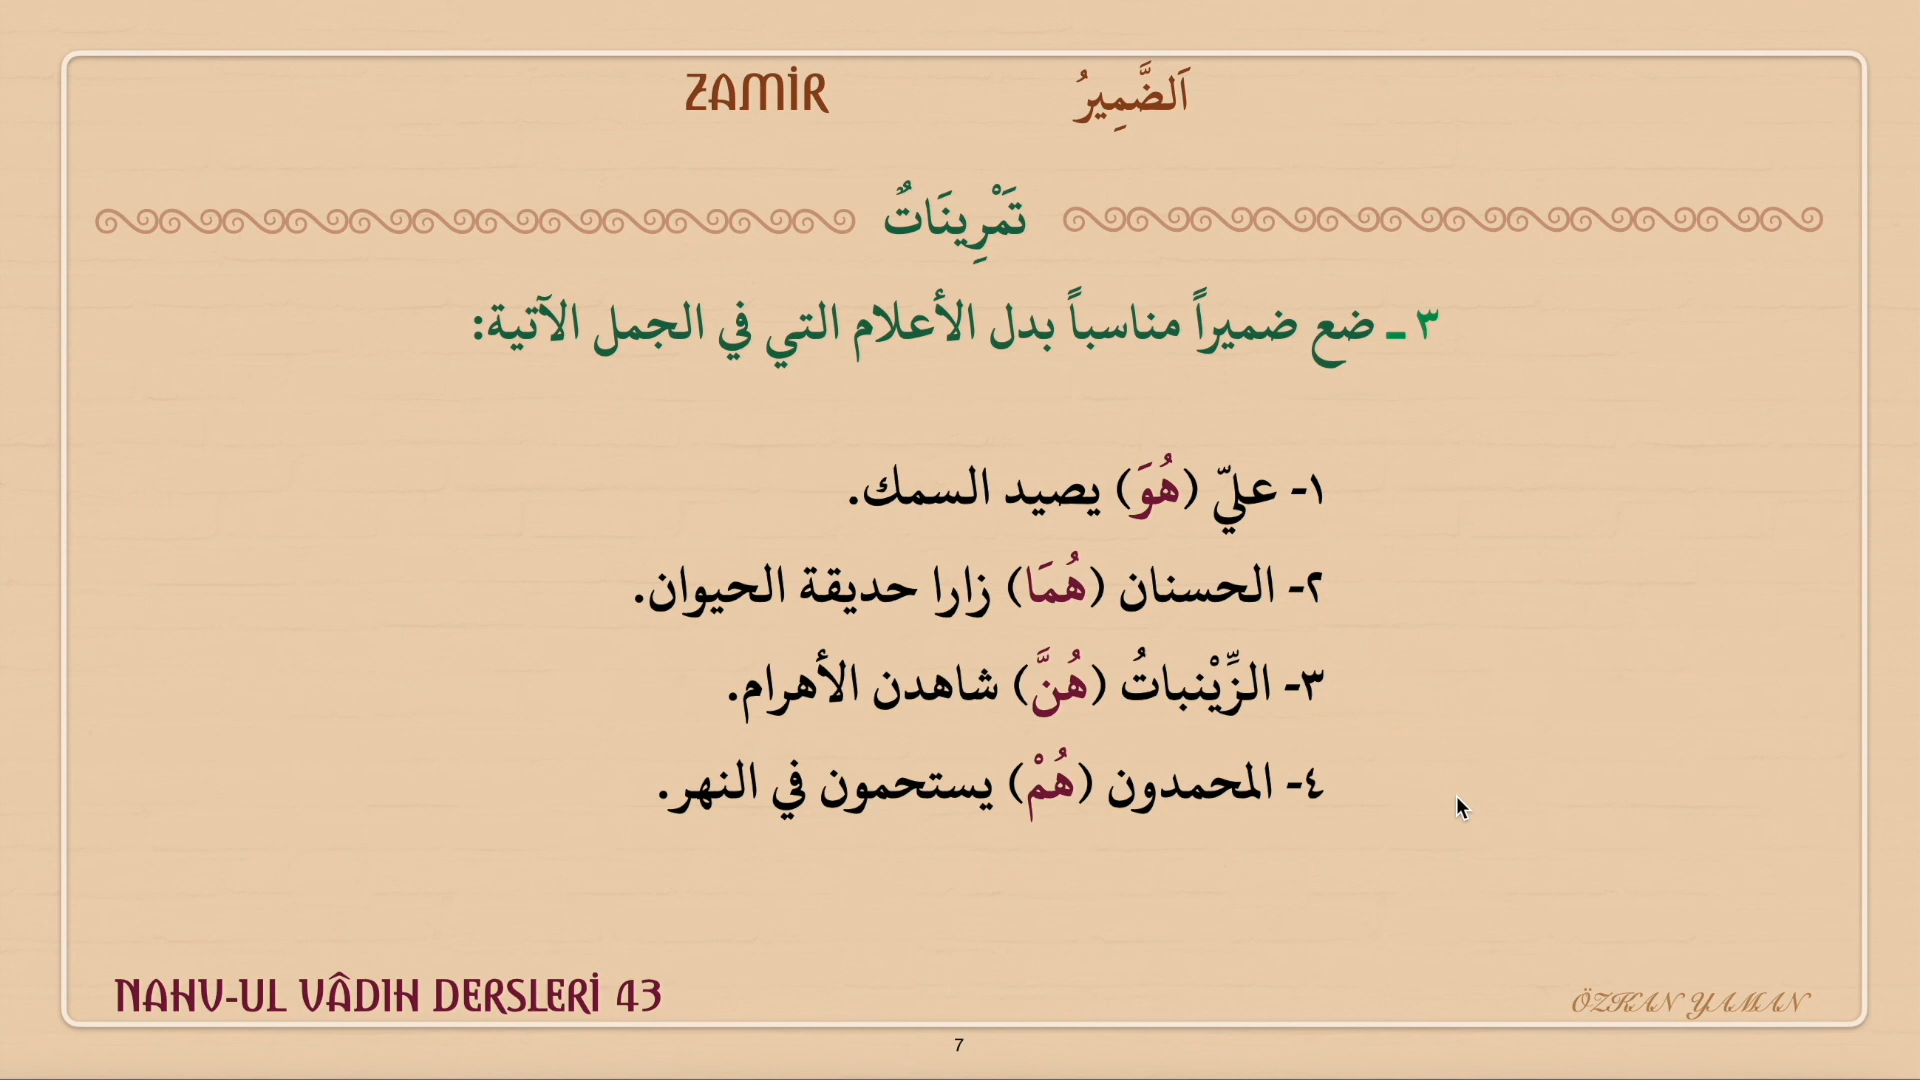 ZAMİR
اَلضَّمِيرُ
تَمْرِينَاتٌ
٣ ـ ضع ضميراً مناسباً بدل الأعلام التي في الجمل الآتية:
١- عليّ (هُوَ) يصيد السمك.
٢- الحسنان (هُمَا) زارا حديقة الحيوان.
٣- الزَّيْنباتُ (هُنَّ) شاهدن الأهرام.
٤- المحمدون (هُمْ) يستحمون في النهر.
NAHV-UL VÂDIH DERSLERİ 43
ÖZKAN YAMAN
7